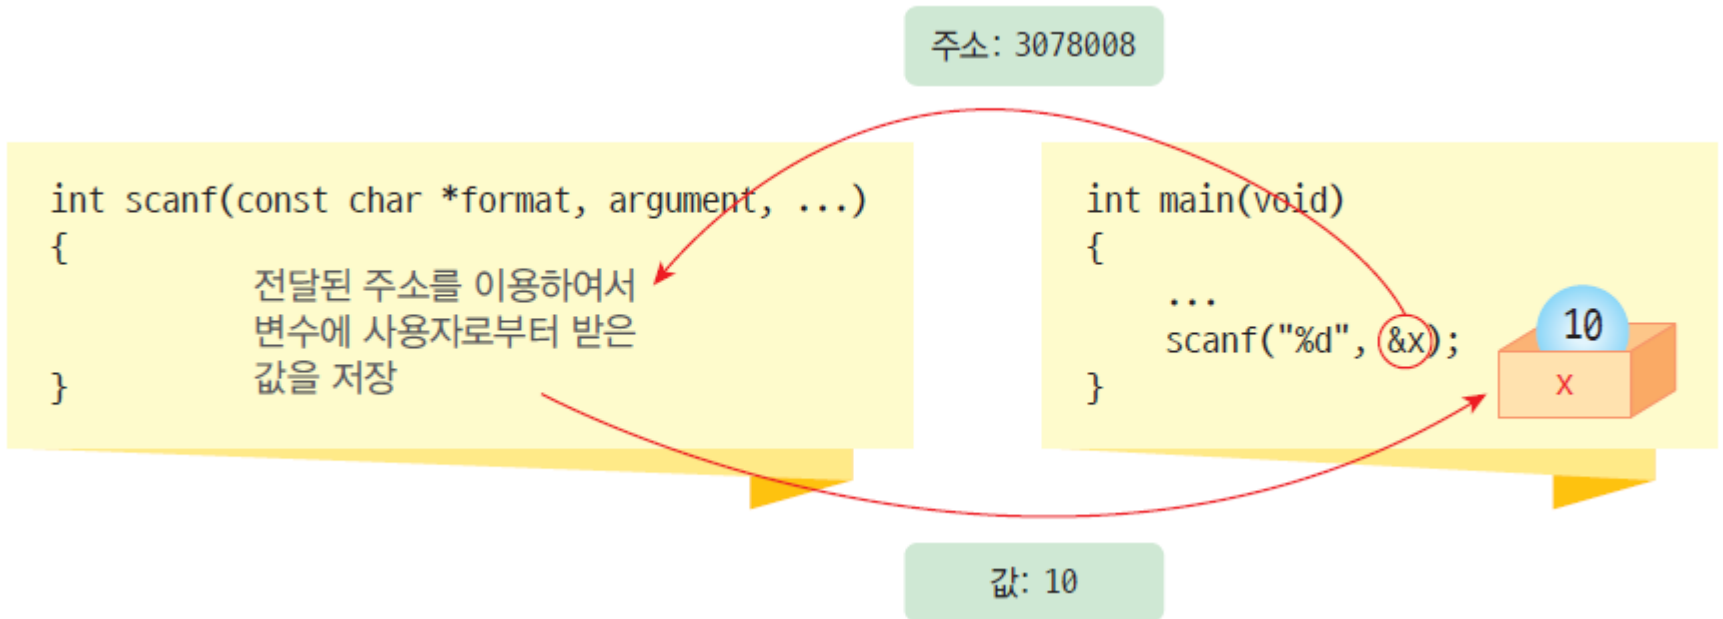 주소: 3078008
int scanf(const char *format, argument, ...)
{
전달된 주소를 이용하여서
변수에 사용자로부터 받은
값을 저장
}
int main(void)
{
...
scanf("%d", &x);
}
10
x
값: 10